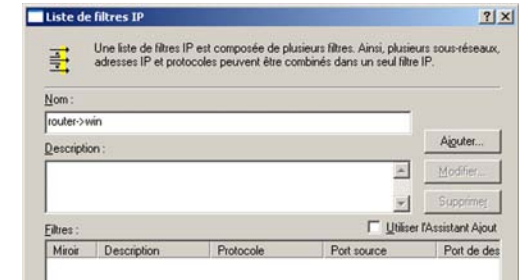 Liste de filtres IP
Une liste de filtres IP est composée de plusieurs filtres. Ainsi, plusieurs sous-réseaux,
adresses IP et protocoles peuvent être combinés dans un seul filtre IP.
Nom :
router->win
Ajouter...
Description :
Modifier...
Supprimer
Filtres :
Utiliser l'Assistant Ajout
Miroir Description Protocole Port source Port de des